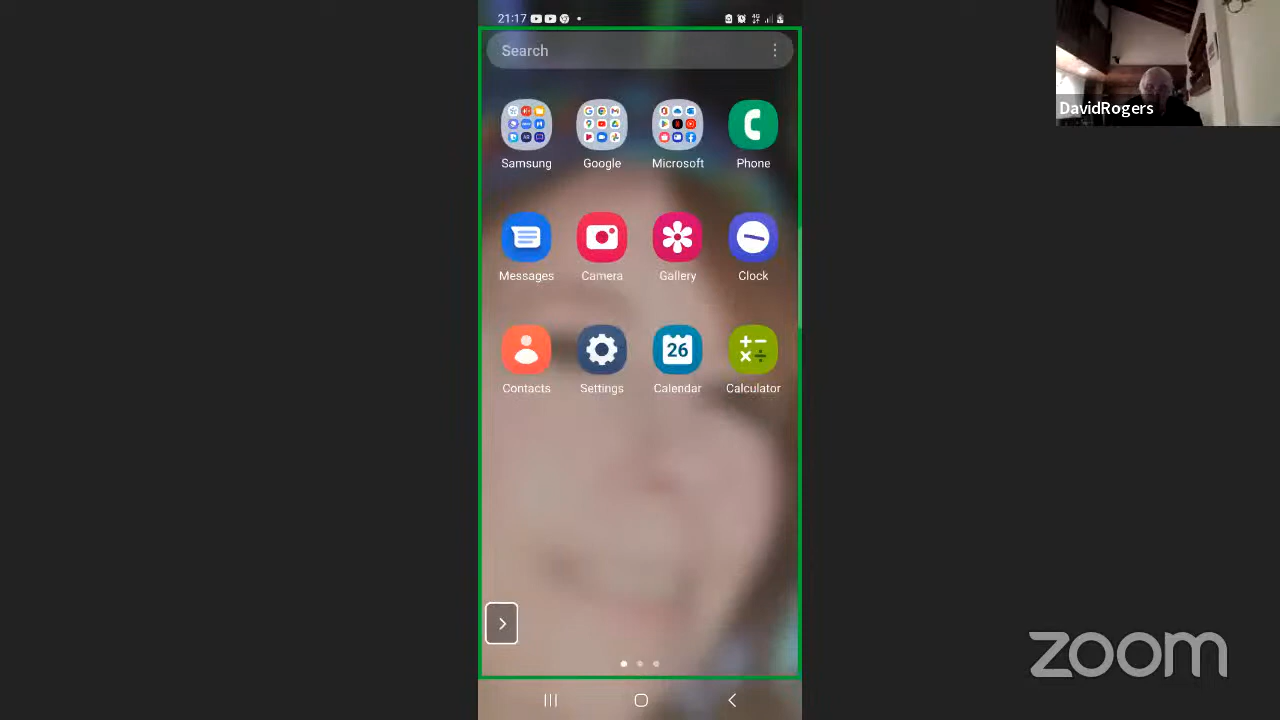 21:17
Search
Samsung Google Microsoft Phone
Messages Camera Gallery Clock
26
Contacts Settings Calendar Calculator
DavidRogers
zoom